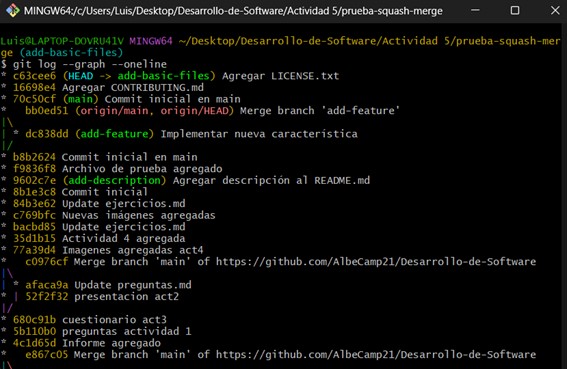 MINGW64:/c/Users/Luis/Desktop/Desarrollo-de-Software/Actividad 5/prueba-squash-merge
Luis@LAPTOP-DOVRU41V MINGW64 ~/Desktop/Desarrollo-de-Software/Actividad 5/prueba-squash-mer
ge (add-basic-files)
$ git log --graph --oneline
* c63cee6 (HEAD -> add-basic-files) Agregar LICENSE.txt
* 16698e4 Agregar CONTRIBUTING.md
* 70c50cf (main) Commit inicial en main
*   bb0ed51 (origin/main, origin/HEAD) Merge branch 'add-feature'
|\
| * dc838dd (add-feature) Implementar nueva caracteristica
|/
* b8b2624 Commit inicial en main
* f9836f8 Archivo de prueba agregado
* 9602c7e (add-description) Agregar descripción al README.md
* 8b1e3c8 Commit inicial
* 84b3e62 Update ejercicios.md
* c769bfc Nuevas imágenes agregadas
* bacbd85 Update ejercicios.md
* 35d1b15 Actividad 4 agregada
* 77a39d4 Imagenes agregadas act4
*   c0976cf Merge branch 'main' of https://github.com/AlbeCamp21/Desarrollo-de-Software
|\
| * afaca9a Update preguntas.md
* | 52f2f32 presentacion act2
|/
* 680c91b cuestionario act3
* 5b110b0 preguntas actividad 1
* 4c1d65d Informe agregado
*   e867c05 Merge branch 'main' of https://github.com/AlbeCamp21/Desarrollo-de-Software
|\